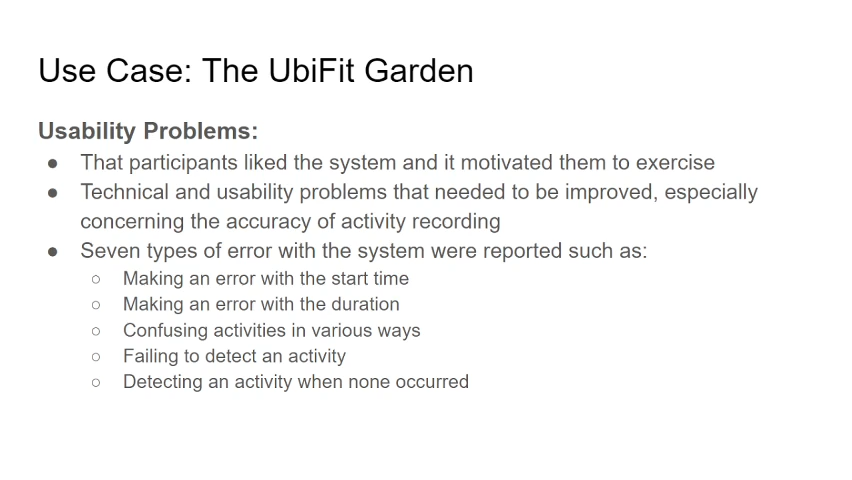 Use Case: The UbiFit Garden
Usability Problems:
● That participants liked the system and it motivated them to exercise
● Technical and usability problems that needed to be improved, especially
concerning the accuracy of activity recording
● Seven types of error with the system were reported such as:
○ Making an error with the start time
○ Making an error with the duration
○ Confusing activities in various ways
○ Failing to detect an activity
○ Detecting an activity when none occurred